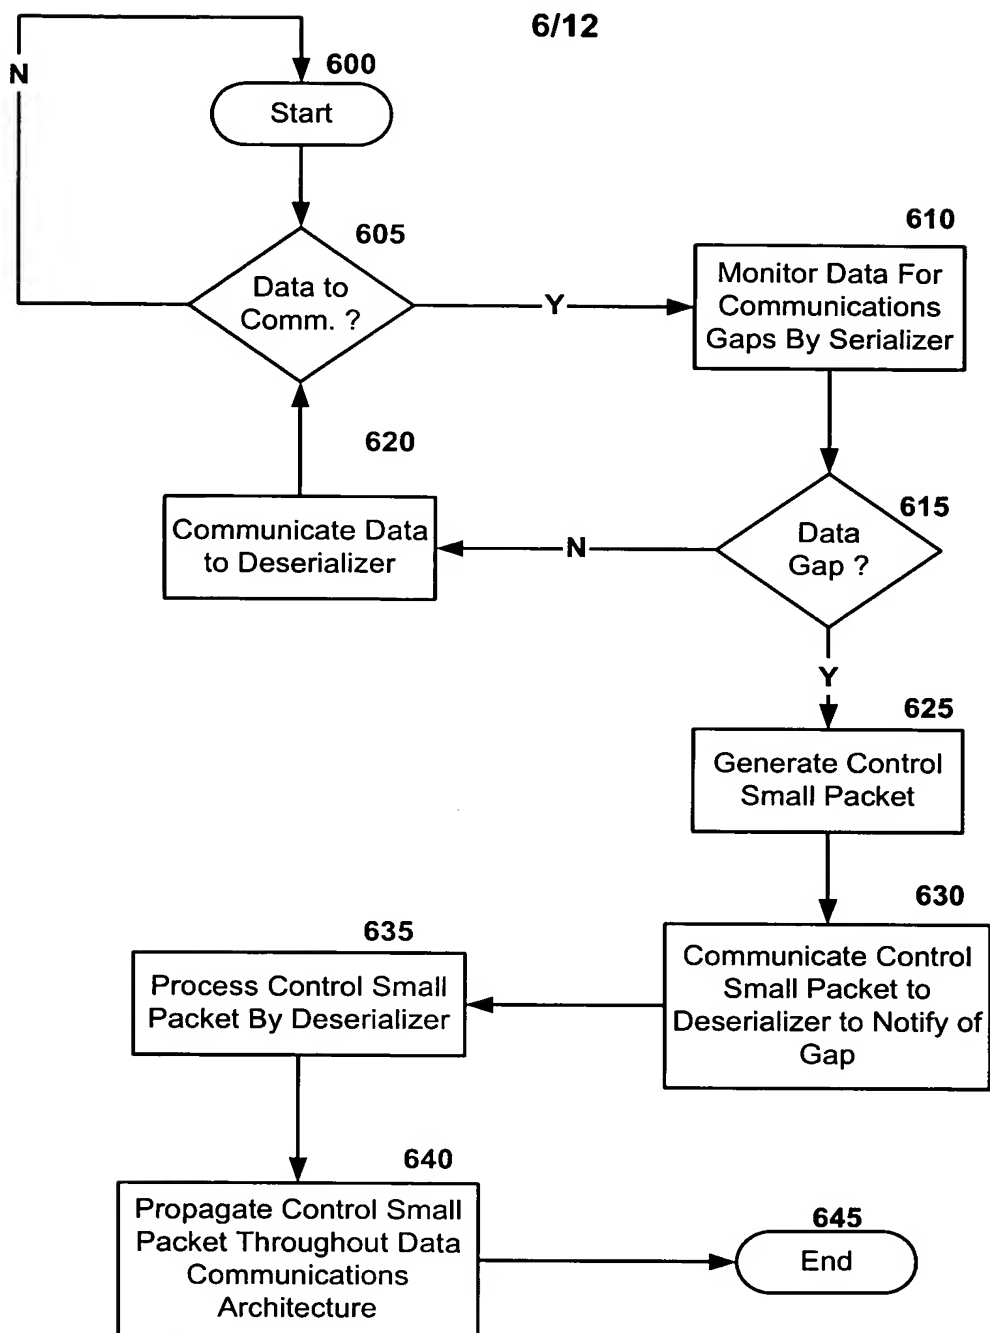 6/12
N
600
Start
605
Data to
Comm. ?
Y
610
Monitor Data For
Communications
Gaps By Serializer
620
Communicate Data
to Deserializer
N
615
Data
Gap ?
Y
625
Generate Control
Small Packet
630
Communicate Control
Small Packet to
Deserializer to Notify of
Gap
635
Process Control Small
Packet By Deserializer
640
Propagate Control Small
Packet Throughout Data
Communications
Architecture
645
End